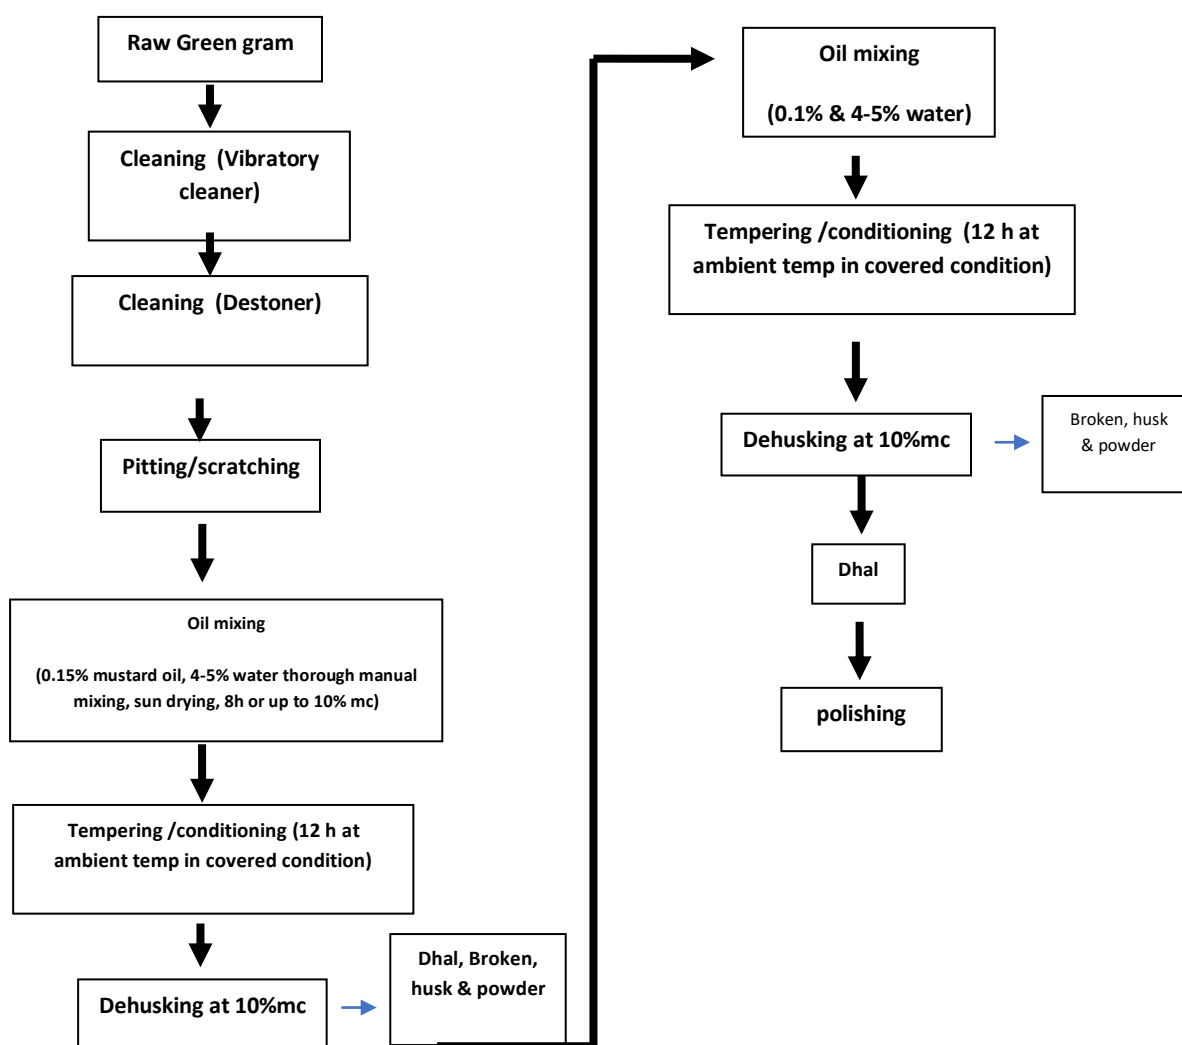 Raw Green gram
Cleaning (Vibratory
cleaner)
Cleaning (Destoner)
Pitting/scratching
Oil mixing
(0.15% mustard oil, 4-5% water thorough manual
mixing, sun drying, 8h or up to 10% mc)
Tempering /conditioning (12 h at
ambient temp in covered condition)
Dehusking at 10%mc
Dhal, Broken,
husk & powder
Oil mixing
(0.1% & 4-5% water)
Tempering /conditioning (12 h at
ambient temp in covered condition)
Dehusking at 10%mc
Broken, husk
& powder
Dhal
polishing